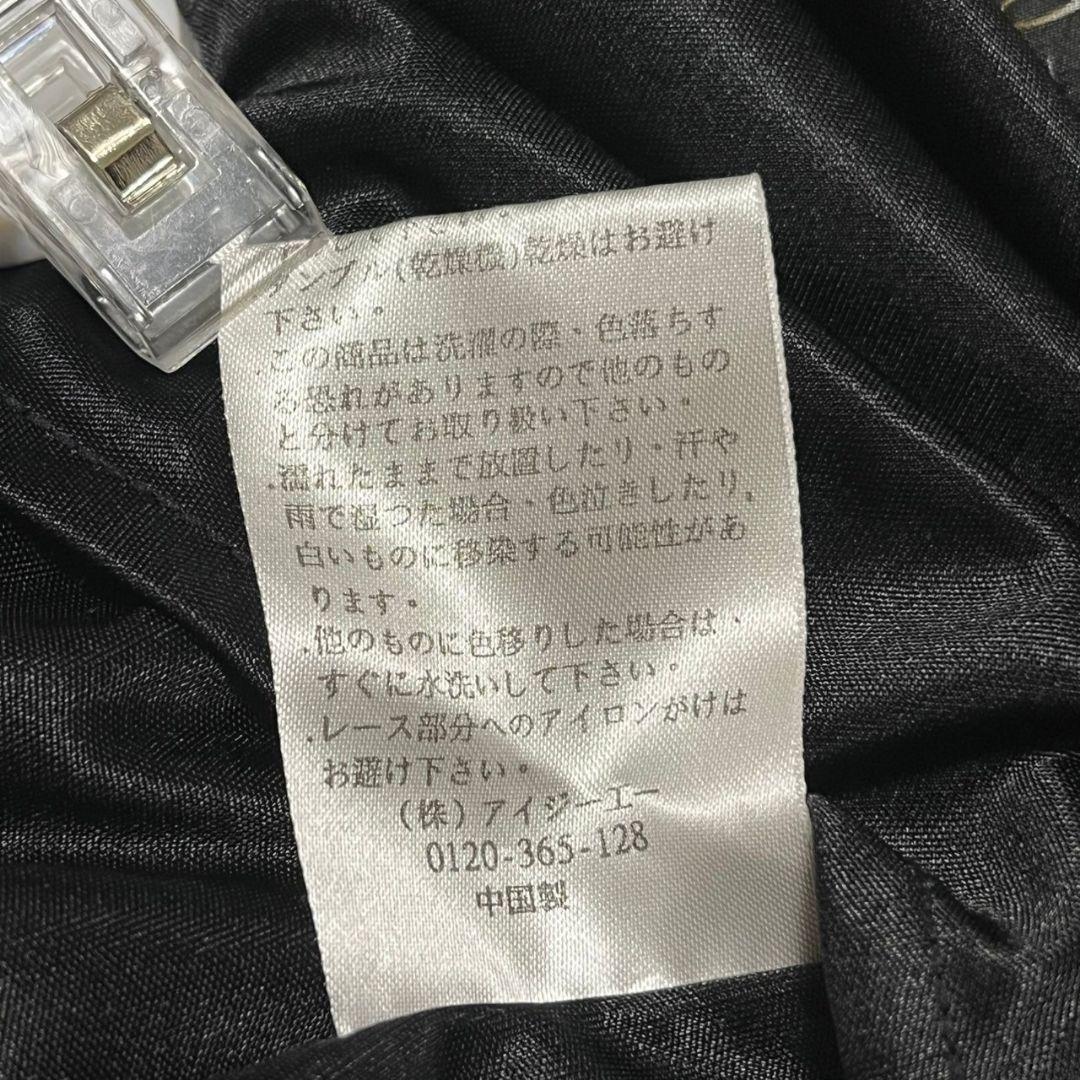 タンブル(乾燥機)乾燥はお避け
下さい。
.この商品は洗濯の際・色落ちす
る恐れがありますので他のもの
と分けてお取り扱い下さい。
.濡れたままで放置したり・汗や
雨で湿つた場合・色泣きしたり.
白いものに移染する可能性があ
ります。
.他のものに色移りした場合は・
すぐに水洗いして下さい。
.レース部分へのアイロンがけは
お避け下さい。
(株)アイジーエー
0120-365-128
中国製